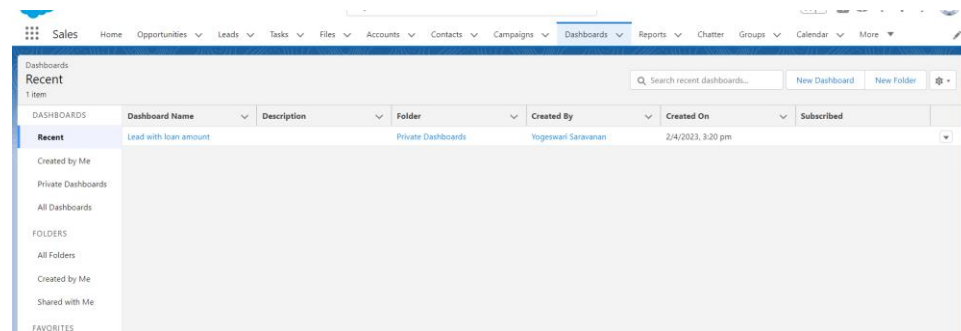 Sales Home Opportunities Leads Tasks Files Accounts Contacts Campaigns Dashboards Reports Chatter Groups Calendar More
Dashboards
Recent
1 item
Search recent dashboards...
New Dashboard
New Folder
DASHBOARDS
Dashboard Name Description Folder Created By Created On Subscribed
Recent
Lead with loan amount Private Dashboards Yogeswari Saravanan 2/4/2023, 3:20 pm
Created by Me
Private Dashboards
All Dashboards
FOLDERS
All Folders
Created by Me
Shared with Me
FAVORITES